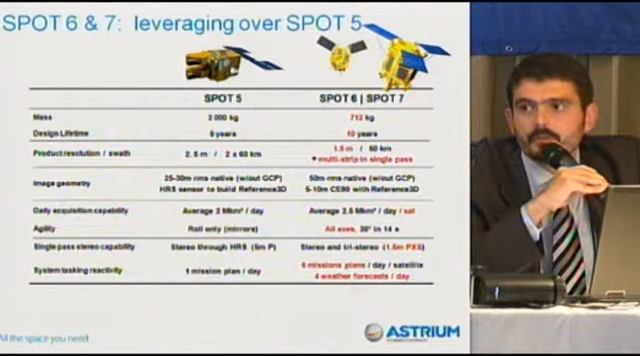 SPOT 6 & 7: leveraging over SPOT 5
SPOT 5 SPOT 6 | SPOT 7
Mass 3 000 kg 712 kg
Design Lifetime 5 years 10 years
Product resolution / swath 2.5 m / 2 x 60 km 1.5 m / 60 km
+multi-strip in single pass
Image geometry 25-30m rms native (w/out GCP) 50m rms native (w/out GCP)
HRS sensor to build Reference3D 5-10m CE90 with Reference3D
Daily acquisition capability Average 2 Mkm² / day Average 2.5 Mkm² / day / sat
Agility Roll only (mirrors) All axes, 30° in 14 s
Single pass stereo capability Stereo through HRS (5m P) Stereo and tri-stereo (1.5m PXS)
System tasking reactivity 1 mission plan / day 6 missions plans / day / satellite
4 weather forecasts / day
All the space you need
ASTRIUM